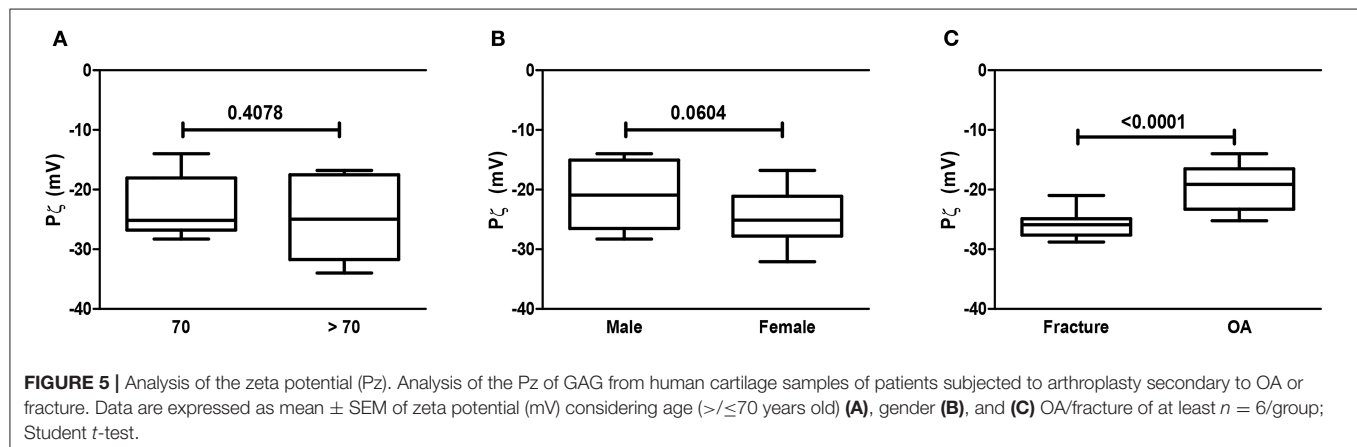 A
B
C
0
-10
-20
-30
-40
Pζ (mV)
0.4078
70
> 70
0
-10
-20
-30
-40
Pζ (mV)
0.0604
Male
Female
0
-10
-20
-30
-40
Pζ (mV)
<0.0001
Fracture
OA
FIGURE 5 | Analysis of the zeta potential (Pz). Analysis of the Pz of GAG from human cartilage samples of patients subjected to arthroplasty secondary to OA or
fracture. Data are expressed as mean ± SEM of zeta potential (mV) considering age (>/≤70 years old) (A), gender (B), and (C) OA/fracture of at least n = 6/group;
Student t-test.